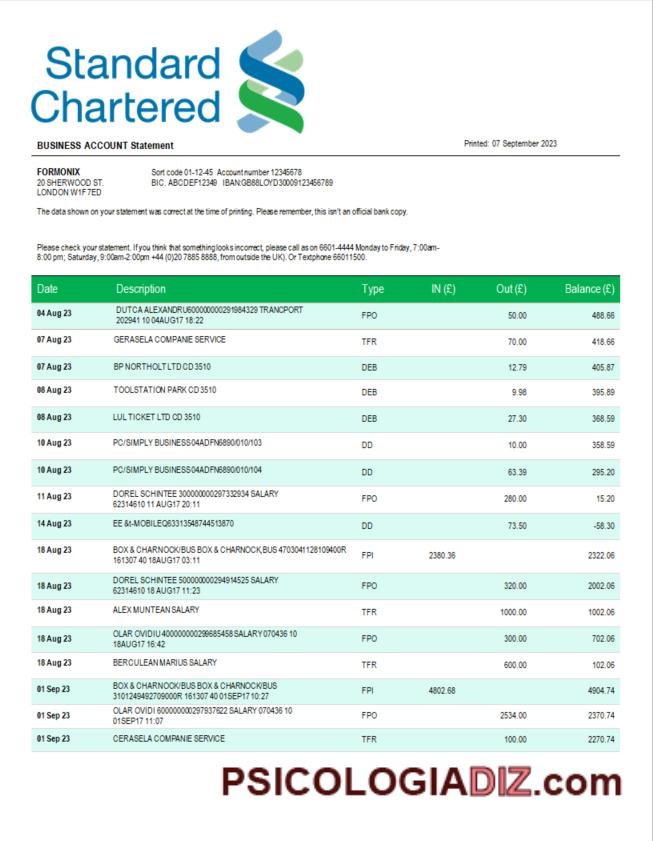 Standard
Chartered
BUSINESS ACCOUNT Statement
Printed: 07 September 2023
FORMONIX
Sort code 01-12-45 Account number 12345678
20 SHERWOOD ST.
BIC. ABCDEF12349 IBAN:GB88LOYD30009123456789
LONDON W1F 7ED
The data shown on your statement was correct at the time of printing. Please remember, this isn't an official bank copy.
Please check your statement. If you think that something looks incorrect, please call as on 6601-4444 Monday to Friday, 7:00am-
8:00 pm; Saturday, 9:00am-2:00pm +44 (0)20 7885 8888, from outside the UK). Or Textphone 66011500.
Date Description Type IN (£) Out (£) Balance (£)
04 Aug 23 DUTCA ALEXANDRU600000000291984329 TRANCPORT FPO 50.00 488.66
202941 10 04AUG17 18:22
07 Aug 23 GERASELA COMPANIE SERVICE TFR 70.00 418.66
07 Aug 23 BP NORTHOLT LTD CD 3510 DEB 12.79 405.87
08 Aug 23 TOOLSTATION PARK CD 3510 DEB 9.98 395.89
08 Aug 23 LUL TICKET LTD CD 3510 DEB 27.30 368.59
10 Aug 23 PC/SIMPLY BUSINESS04ADFN6890/010/103 DD 10.00 358.59
10 Aug 23 PC/SIMPLY BUSINESS04ADFN6890/010/104 DD 63.39 295.20
11 Aug 23 DOREL SCHINTEE 300000000297332934 SALARY FPO 280.00 15.20
62314610 11 AUG17 20:11
14 Aug 23 EE &t-MOBILEQ63313548744513870 DD 73.50 -58.30
18 Aug 23 BOX & CHARNOCK/BUS BOX & CHARNOCK,BUS 4703041128109400R FPI 2380.36 2322.06
161307 40 18AUG17 03:11
18 Aug 23 DOREL SCHINTEE 500000000294914525 SALARY FPO 320.00 2002.06
62314610 18 AUG17 11:23
18 Aug 23 ALEX MUNTEAN SALARY TFR 1000.00 1002.06
18 Aug 23 OLAR OVIDIU 400000000299685458 SALARY 070436 10 FPO 300.00 702.06
18AUG17 16:42
18 Aug 23 BERCULEAN MARIUS SALARY TFR 600.00 102.06
01 Sep 23 BOX & CHARNOCK/BUS BOX & CHARNOCK/BUS FPI 4802.68 4904.74
3101249492709000R 161307 40 01SEP17 10:27
01 Sep 23 OLAR OVIDI 600000000297937622 SALARY 070436 10 FPO 2534.00 2370.74
01SEP17 11:07
01 Sep 23 CERASELA COMPANIE SERVICE TFR 100.00 2270.74
PSICOLOGIADIZ.com